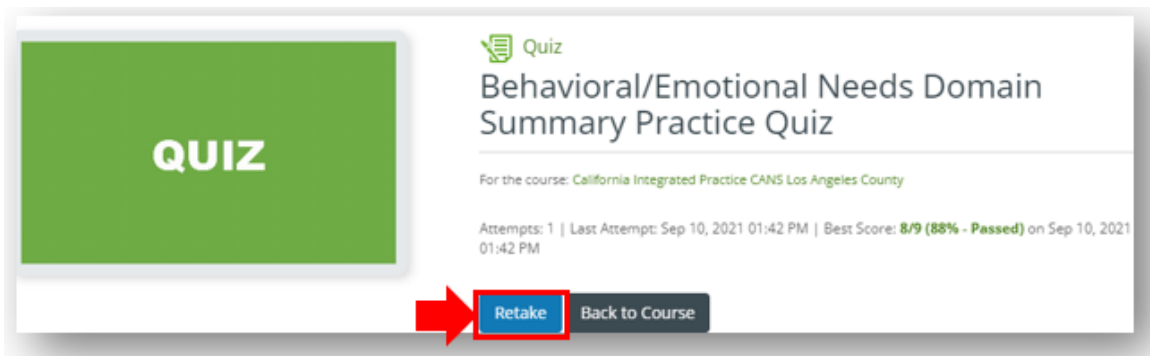 QUIZ
Quiz
Behavioral/Emotional Needs Domain
Summary Practice Quiz
For the course: California Integrated Practice CANS Los Angeles County
Attempts: 1 | Last Attempt: Sep 10, 2021 01:42 PM | Best Score: 8/9 (88% - Passed) on Sep 10, 2021
01:42 PM
Retake Back to Course